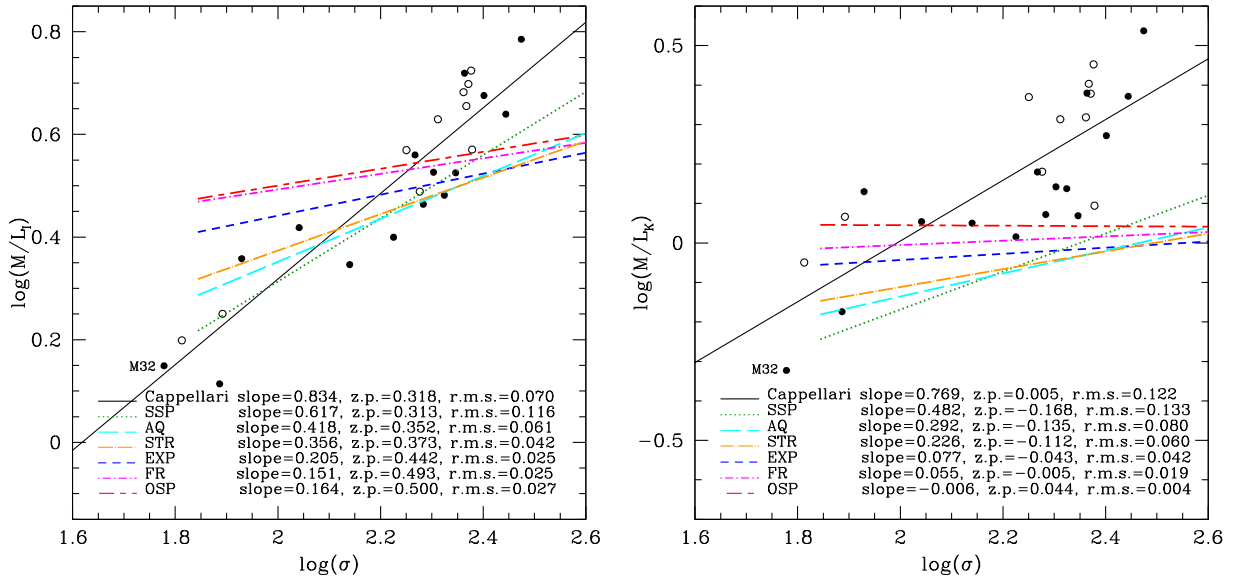 0.8
0.6
0.4
0.2
0
log(M/L_I)
M32
Cappellari slope=0.834, z.p.=0.318, r.m.s.=0.070
SSP slope=0.617, z.p.=0.313, r.m.s.=0.116
AQ slope=0.418, z.p.=0.352, r.m.s.=0.061
STR slope=0.356, z.p.=0.373, r.m.s.=0.042
EXP slope=0.205, z.p.=0.442, r.m.s.=0.025
FR slope=0.151, z.p.=0.493, r.m.s.=0.025
OSP slope=0.164, z.p.=0.500, r.m.s.=0.027
1.6 1.8 2 2.2 2.4 2.6
log(σ)
0.5
0
−0.5
log(M/L_K)
M32
Cappellari slope=0.769, z.p.=0.005, r.m.s.=0.122
SSP slope=0.482, z.p.=−0.168, r.m.s.=0.133
AQ slope=0.292, z.p.=−0.135, r.m.s.=0.080
STR slope=0.226, z.p.=−0.112, r.m.s.=0.060
EXP slope=0.077, z.p.=−0.043, r.m.s.=0.042
FR slope=0.055, z.p.=−0.005, r.m.s.=0.019
OSP slope=−0.006, z.p.=0.044, r.m.s.=0.004
1.6 1.8 2 2.2 2.4 2.6
log(σ)